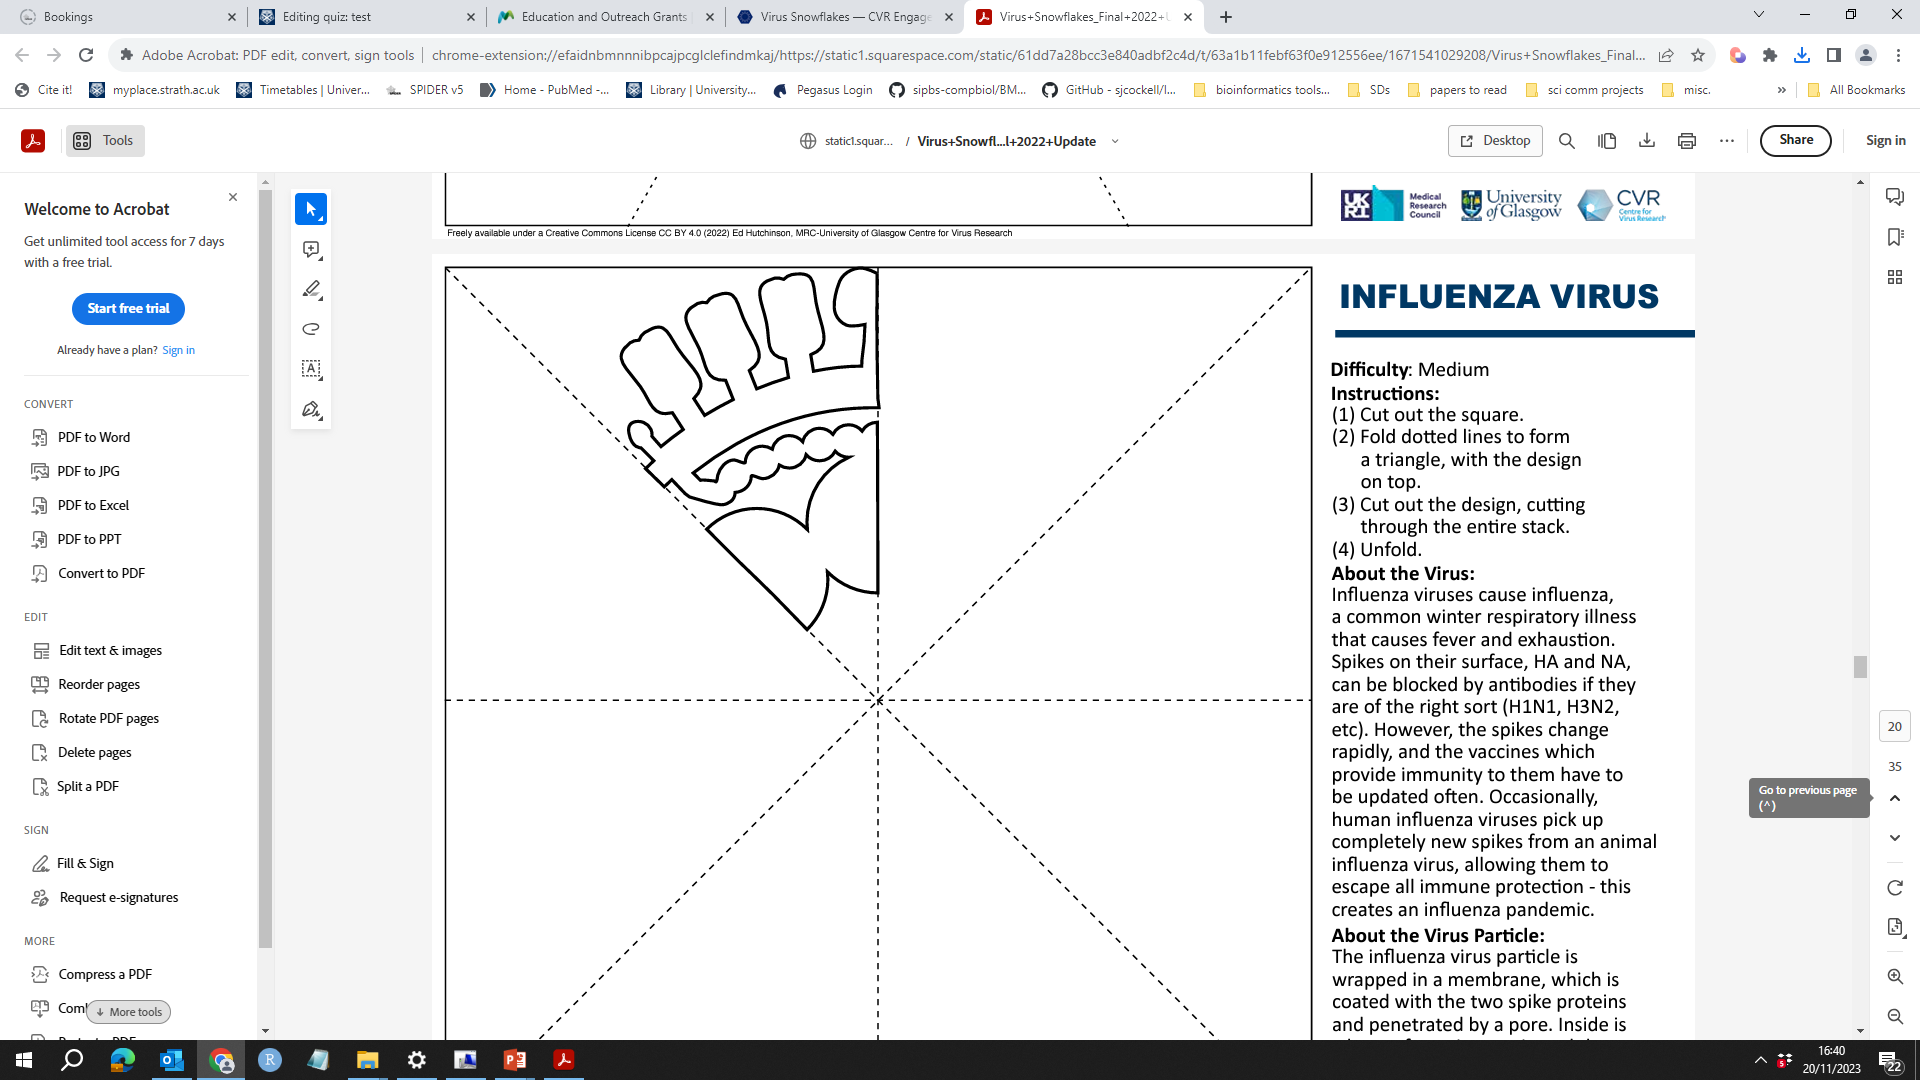 Bookings
Editing quiz: test
Education and Outreach Grants
Virus Snowflakes — CVR Engage
Virus+Snowflakes_Final+2022+U
Adobe Acrobat: PDF edit, convert, sign tools
chrome-extension://efaidnbmnnnibpcajpcglclefindmkaj/https://static1.squarespace.com/static/61dd7a28bcc3e840adbf2c4d/t/63a1b11febf63f0e912556ee/1671541029208/Virus+Snowflakes_Final...
Cite it!
myplace.strath.ac.uk
Timetables | Univer...
SPIDER v5
Home - PubMed -...
Library | University...
Pegasus Login
sipbs-compbiol/BM...
GitHub - sjcockell/I...
bioinformatics tools...
SDs
papers to read
sci comm projects
misc.
»
All Bookmarks
Tools
static1.squar...
/ Virus+Snowfl...l+2022+Update
Desktop
Share
Sign in
Welcome to Acrobat
Get unlimited tool access for 7 days
with a free trial.
Start free trial
Already have a plan? Sign in
CONVERT
PDF to Word
PDF to JPG
PDF to Excel
PDF to PPT
Convert to PDF
EDIT
Edit text & images
Reorder pages
Rotate PDF pages
Delete pages
Split a PDF
SIGN
Fill & Sign
Request e-signatures
MORE
Compress a PDF
More tools
UKRI
Medical
Research
Council
University
of Glasgow
CVR
Centre for
Virus Research
Freely available under a Creative Commons License CC BY 4.0 (2022) Ed Hutchinson, MRC-University of Glasgow Centre for Virus Research
INFLUENZA VIRUS
Difficulty: Medium
Instructions:
(1) Cut out the square.
(2) Fold dotted lines to form
a triangle, with the design
on top.
(3) Cut out the design, cutting
through the entire stack.
(4) Unfold.
About the Virus:
Influenza viruses cause influenza,
a common winter respiratory illness
that causes fever and exhaustion.
Spikes on their surface, HA and NA,
can be blocked by antibodies if they
are of the right sort (H1N1, H3N2,
etc). However, the spikes change
rapidly, and the vaccines which
provide immunity to them have to
be updated often. Occasionally,
human influenza viruses pick up
completely new spikes from an animal
influenza virus, allowing them to
escape all immune protection - this
creates an influenza pandemic.
About the Virus Particle:
The influenza virus particle is
wrapped in a membrane, which is
coated with the two spike proteins
and penetrated by a pore. Inside is
20
35
Go to previous page
(^)
16:40
20/11/2023
22